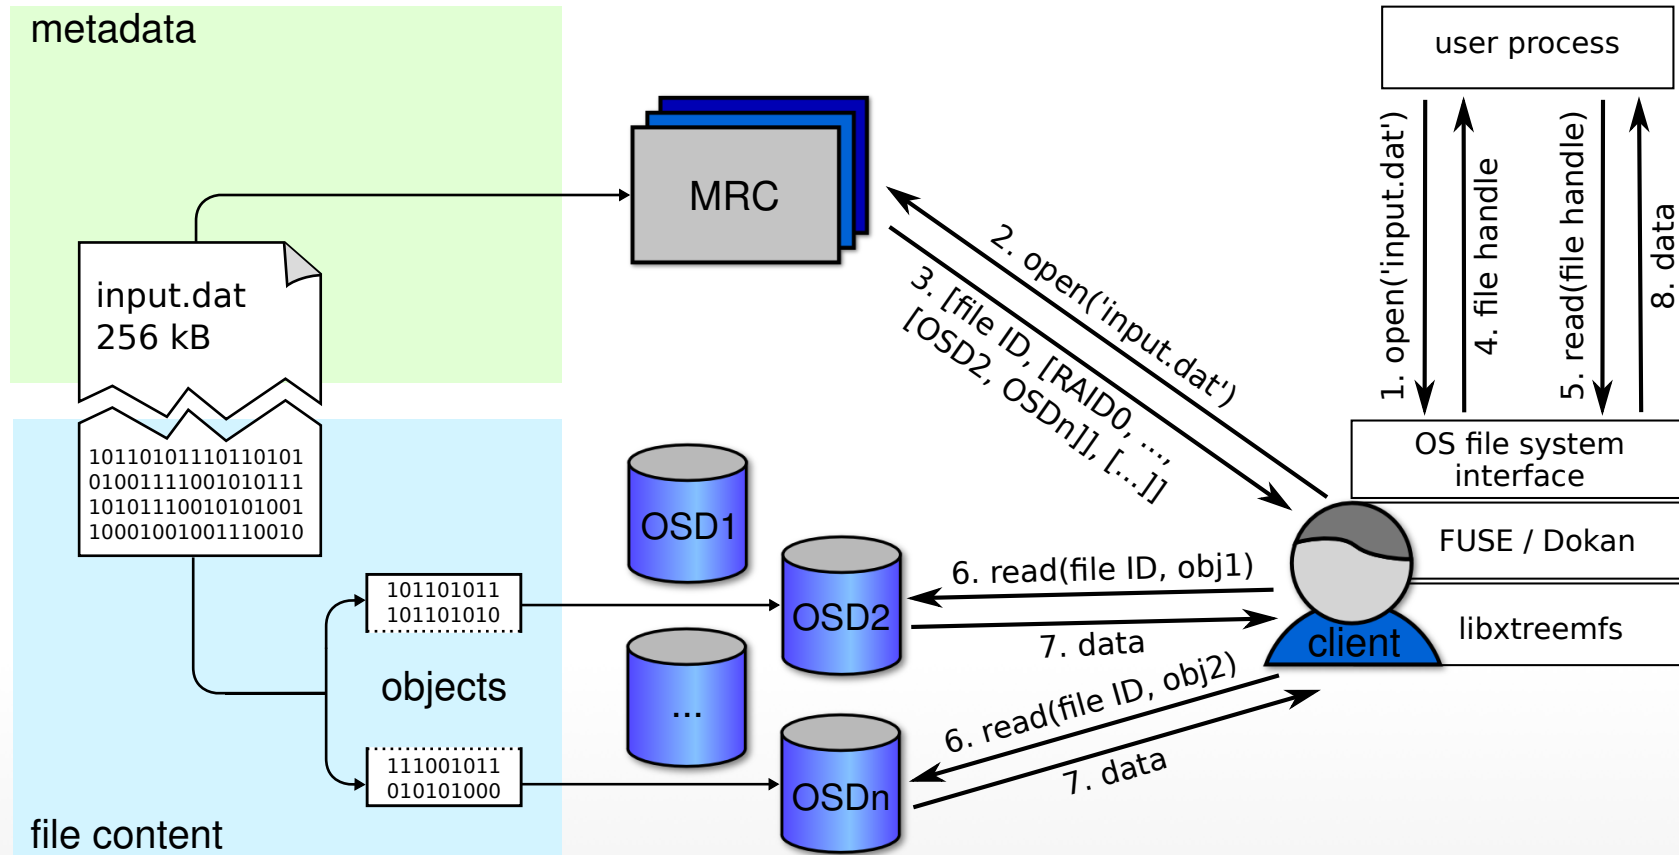 metadata
input.dat
256 kB
10110101110110101
01001111001010111
10101110010101001
10001001001110010
101101011
101101010
objects
111001011
010101000
file content
MRC
OSD1
OSD2
...
OSDn
2. open('input.dat')
3. [file ID, [RAID0, ...,
[OSD2, OSDn]], [...]]
6. read(file ID, obj1)
7. data
6. read(file ID, obj2)
7. data
client
user process
1. open('input.dat')
4. file handle
5. read(file handle)
8. data
OS file system
interface
FUSE / Dokan
libxtreemfs